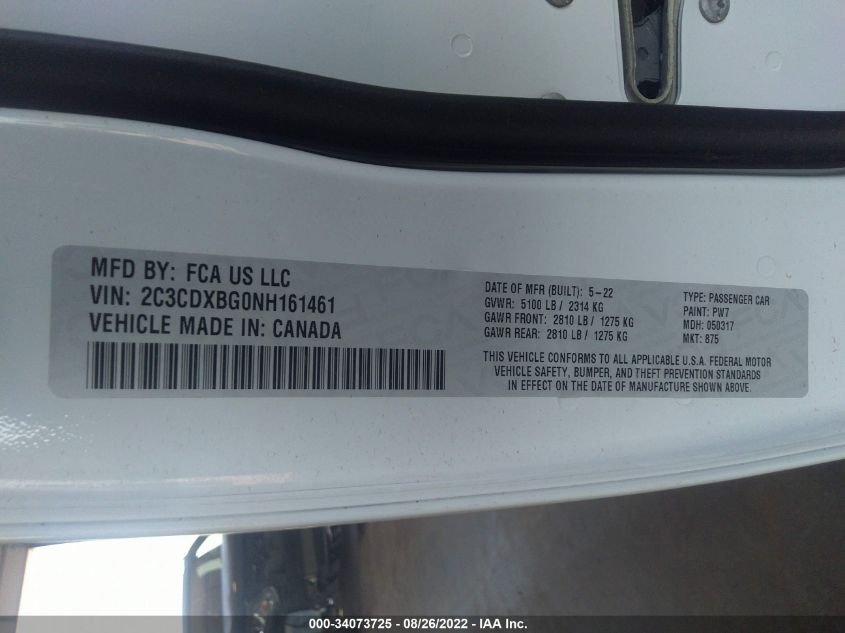 MFD BY: FCA US LLC
VIN: 2C3CDXBG0NH161461
VEHICLE MADE IN: CANADA
DATE OF MFR (BUILT): 5-22
GVWR: 5100 LB / 2314 KG
GAWR FRONT: 2810 LB / 1275 KG
GAWR REAR: 2810 LB / 1275 KG
TYPE: PASSENGER CAR
PAINT: PW7
MDH: 050317
MKT: 875
THIS VEHICLE CONFORMS TO ALL APPLICABLE U.S.A. FEDERAL MOTOR
VEHICLE SAFETY, BUMPER, AND THEFT PREVENTION STANDARDS
IN EFFECT ON THE DATE OF MANUFACTURE SHOWN ABOVE.
000-34073725 - 08/26/2022 - IAA Inc.